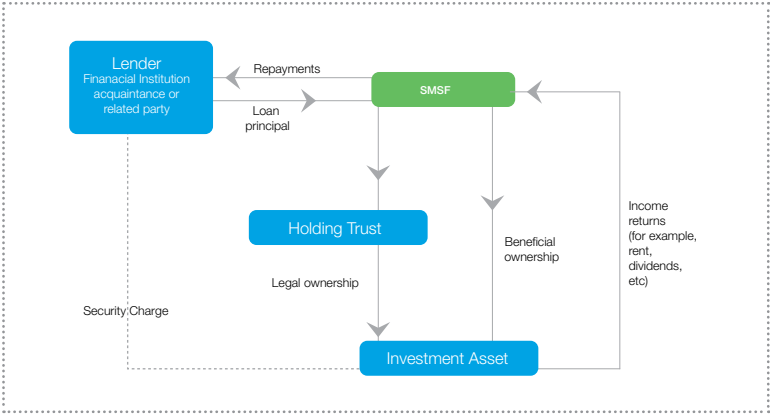 Lender
Finanacial Institution
acquaintance or
related party
Repayments
Loan
principal
SMSF
Holding Trust
Legal ownership
Beneficial
ownership
Income
returns
(for example,
rent,
dividends,
etc)
Security Charge
Investment Asset